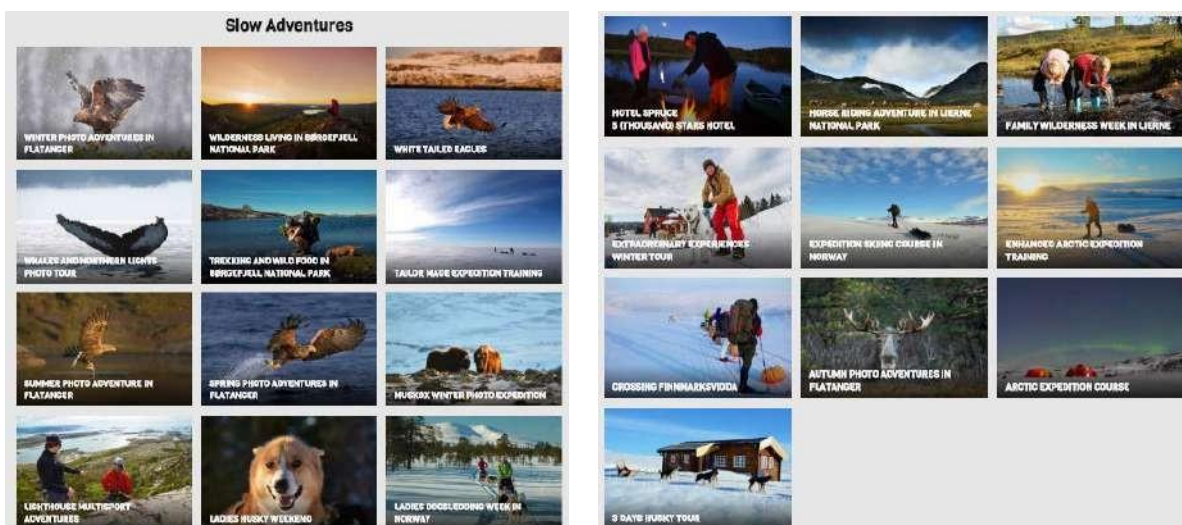 Slow Adventures
WINTER PHOTO ADVENTURES IN
FLATANGER
WILDERNESS LIVING IN BØRGEFJELL
NATIONAL PARK
WHITE TAILED EAGLES
WHALES AND NORTHERN LIGHTS
PHOTO TOUR
TREKKING AND WILD FOOD IN
BØRGEFJELL NATIONAL PARK
TAILOR MADE EXPEDITION TRAINING
SUMMER PHOTO ADVENTURE IN
FLATANGER
SPRING PHOTO ADVENTURES IN
FLATANGER
MUSKOX WINTER PHOTO EXPEDITION
LIGHTHOUSE MULTISPORT
ADVENTURES
LADIES HUSKY WEEKEND
LADIES DOGSLEDDING WEEK IN
NORWAY
HOTEL SPRUCE
5 (THOUSAND) STARS HOTEL
HORSE RIDING ADVENTURE IN LIERNE
NATIONAL PARK
FAMILY WILDERNESS WEEK IN LIERNE
EXTRAORDINARY EXPERIENCES
WINTER TOUR
EXPEDITION SKIING COURSE IN
NORWAY
ENHANCED ARCTIC EXPEDITION
TRAINING
CROSSING FINNMARKSVIDDA
AUTUMN PHOTO ADVENTURES IN
FLATANGER
ARCTIC EXPEDITION COURSE
3 DAYS HUSKY TOUR